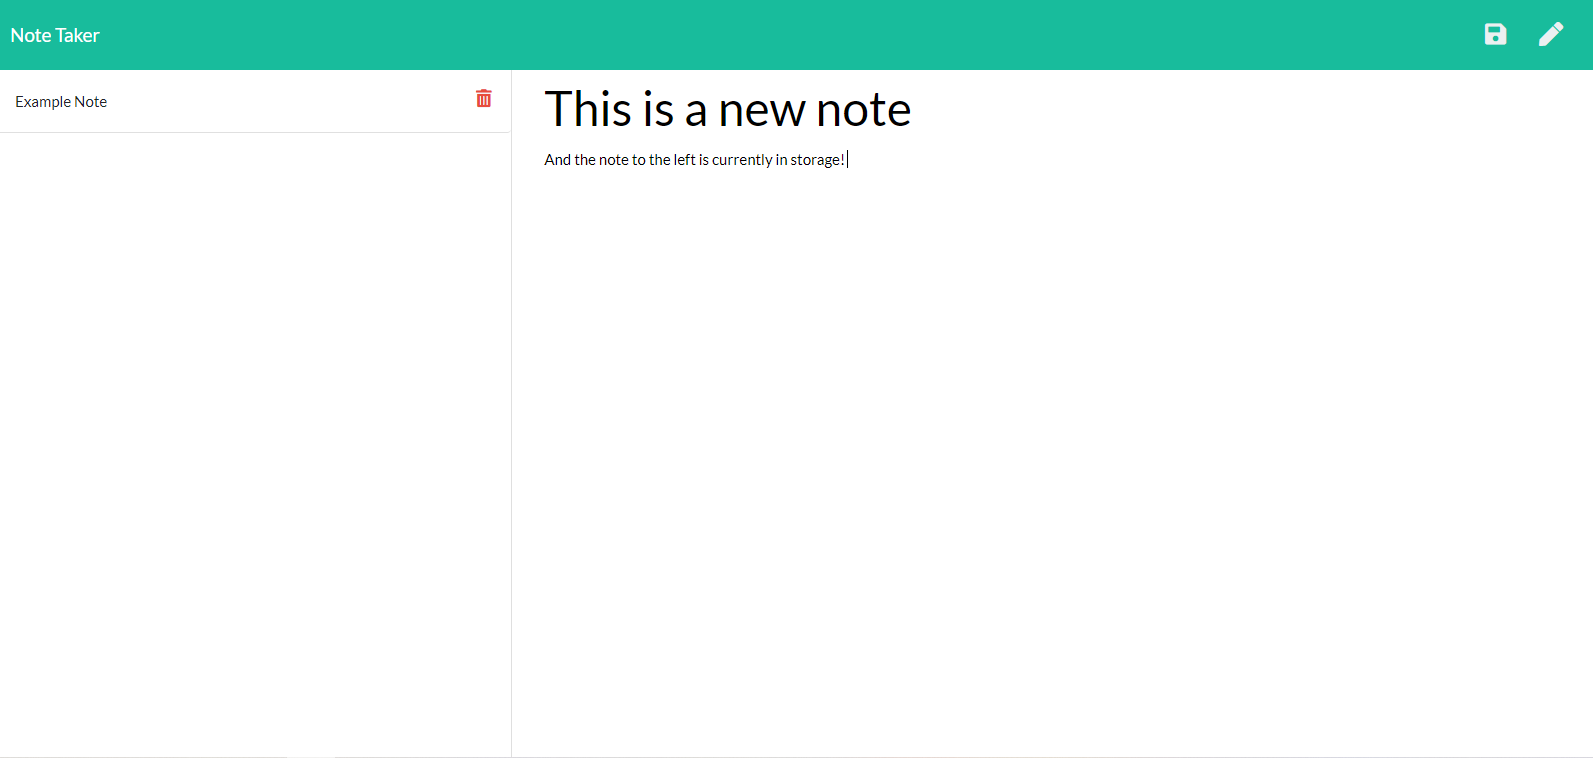 Note Taker
Example Note
This is a new note
And the note to the left is currently in storage!